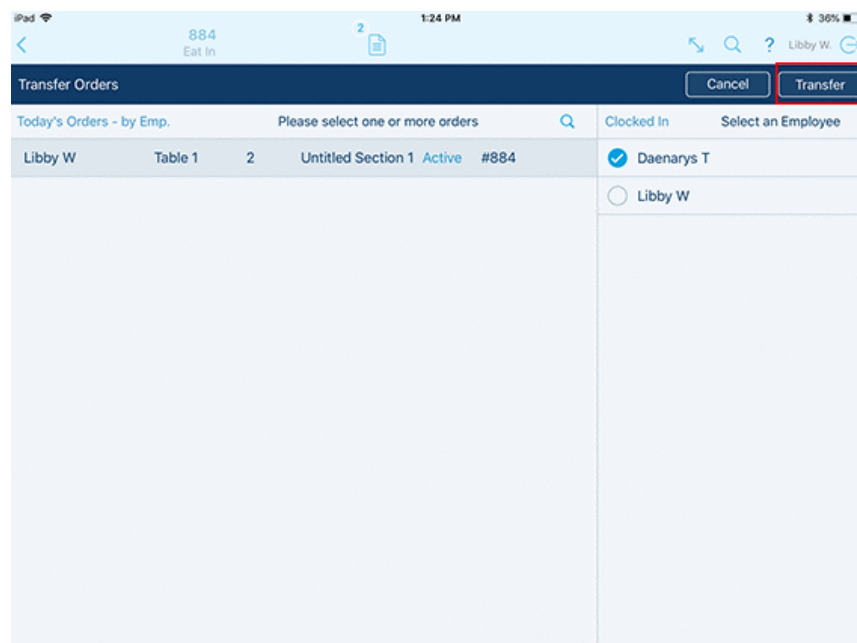 iPad 1:24 PM 36%
884
Eat In
2
? Libby W.
Transfer Orders Cancel Transfer
Today's Orders - by Emp. Please select one or more orders Clocked In Select an Employee
Libby W Table 1 2 Untitled Section 1 Active #884
Daenarys T
Libby W